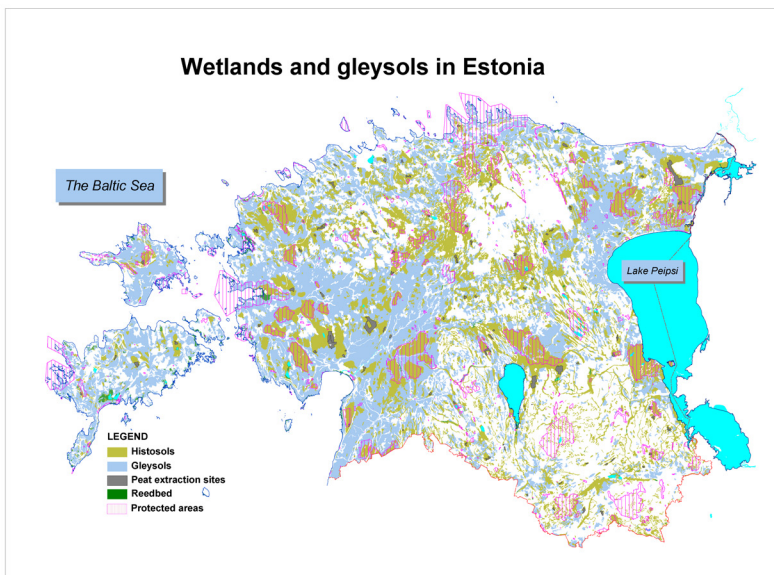 Wetlands and gleysols in Estonia
The Baltic Sea
Lake Peipsi
LEGEND
Histosols
Gleysols
Peat extraction sites
Reedbed
Protected areas